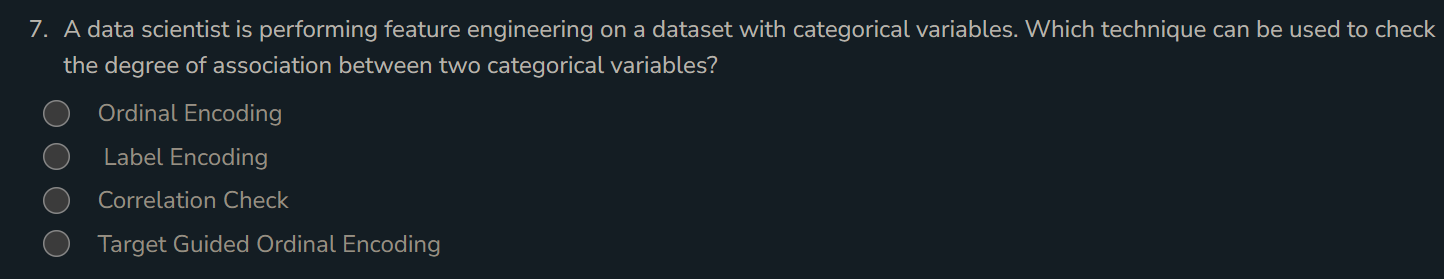 7. A data scientist is performing feature engineering on a dataset with categorical variables. Which technique can be used to check
the degree of association between two categorical variables?
Ordinal Encoding
Label Encoding
Correlation Check
Target Guided Ordinal Encoding